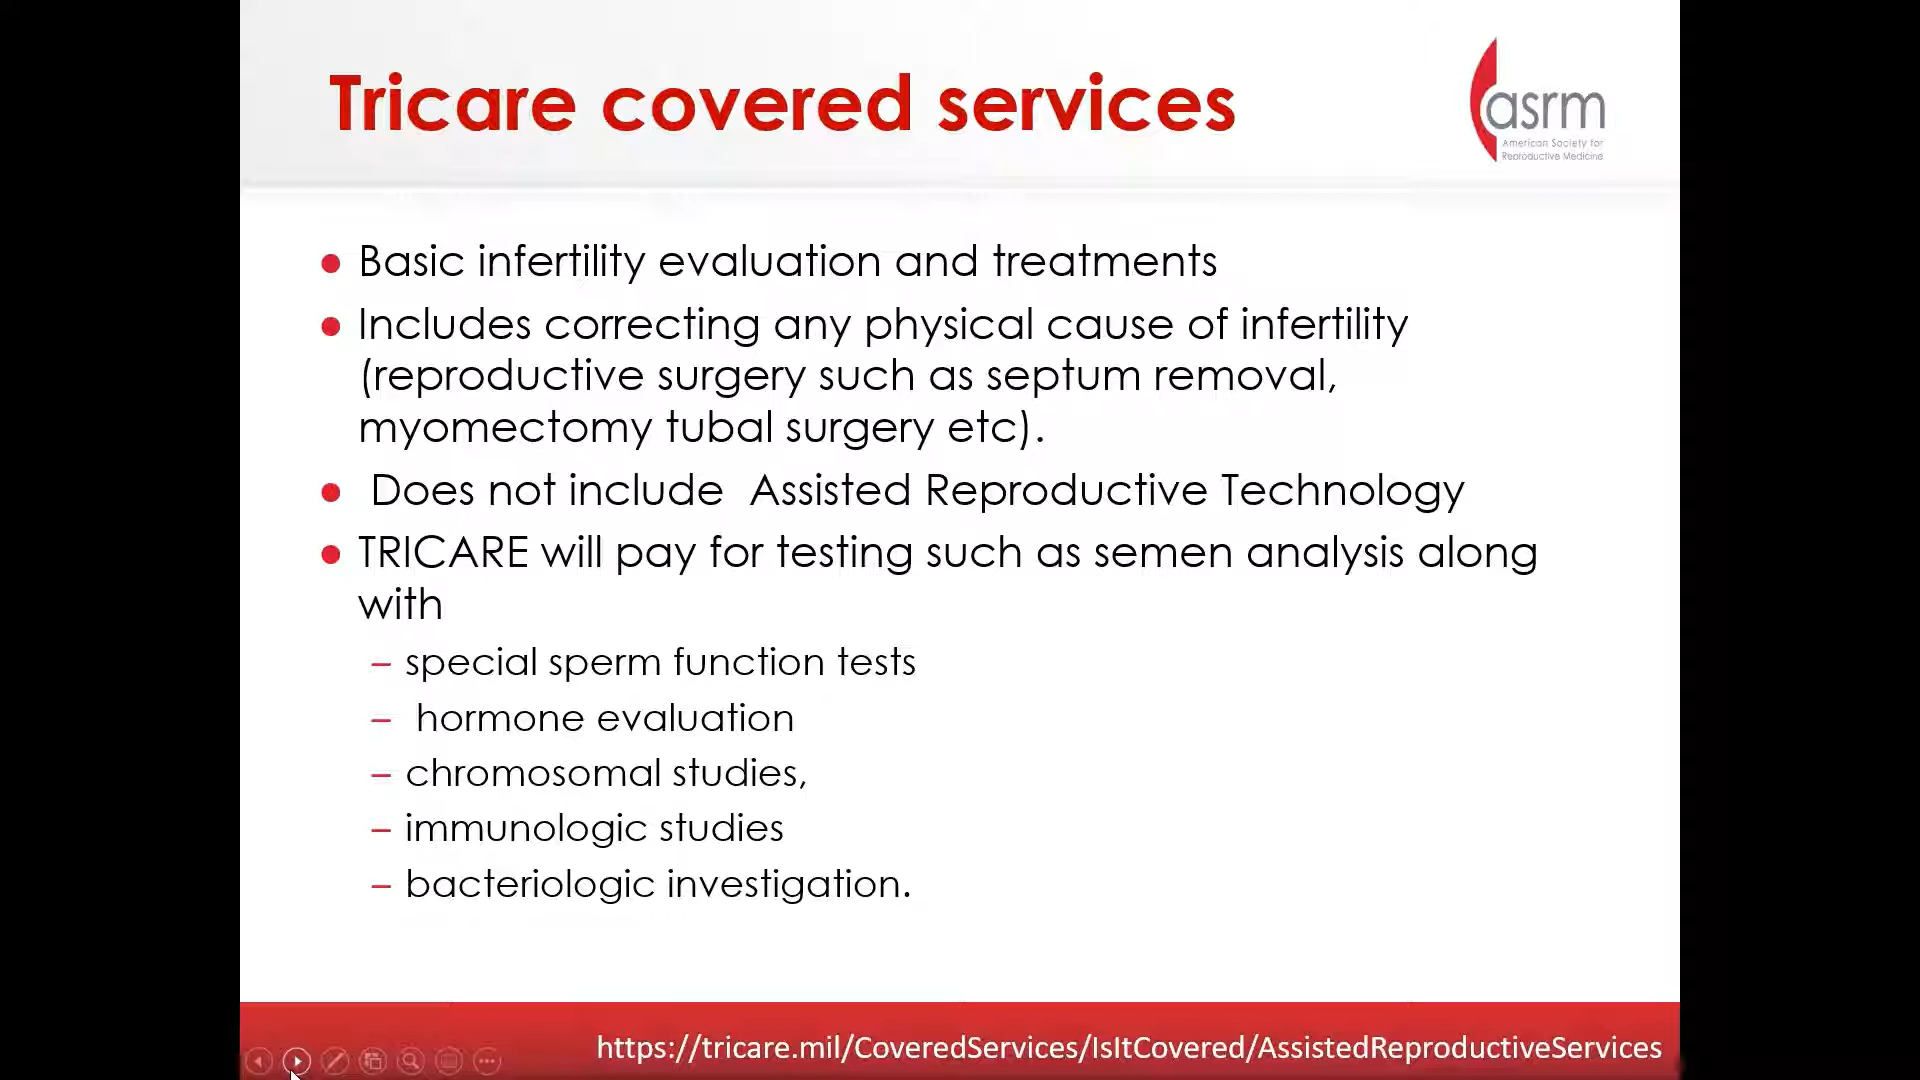 Tricare covered services
asrm
American Society for
Reproductive Medicine
● Basic infertility evaluation and treatments
● Includes correcting any physical cause of infertility
(reproductive surgery such as septum removal,
myomectomy tubal surgery etc).
● Does not include Assisted Reproductive Technology
● TRICARE will pay for testing such as semen analysis along
with
– special sperm function tests
– hormone evaluation
– chromosomal studies,
– immunologic studies
– bacteriologic investigation.
https://tricare.mil/CoveredServices/IsItCovered/AssistedReproductiveServices